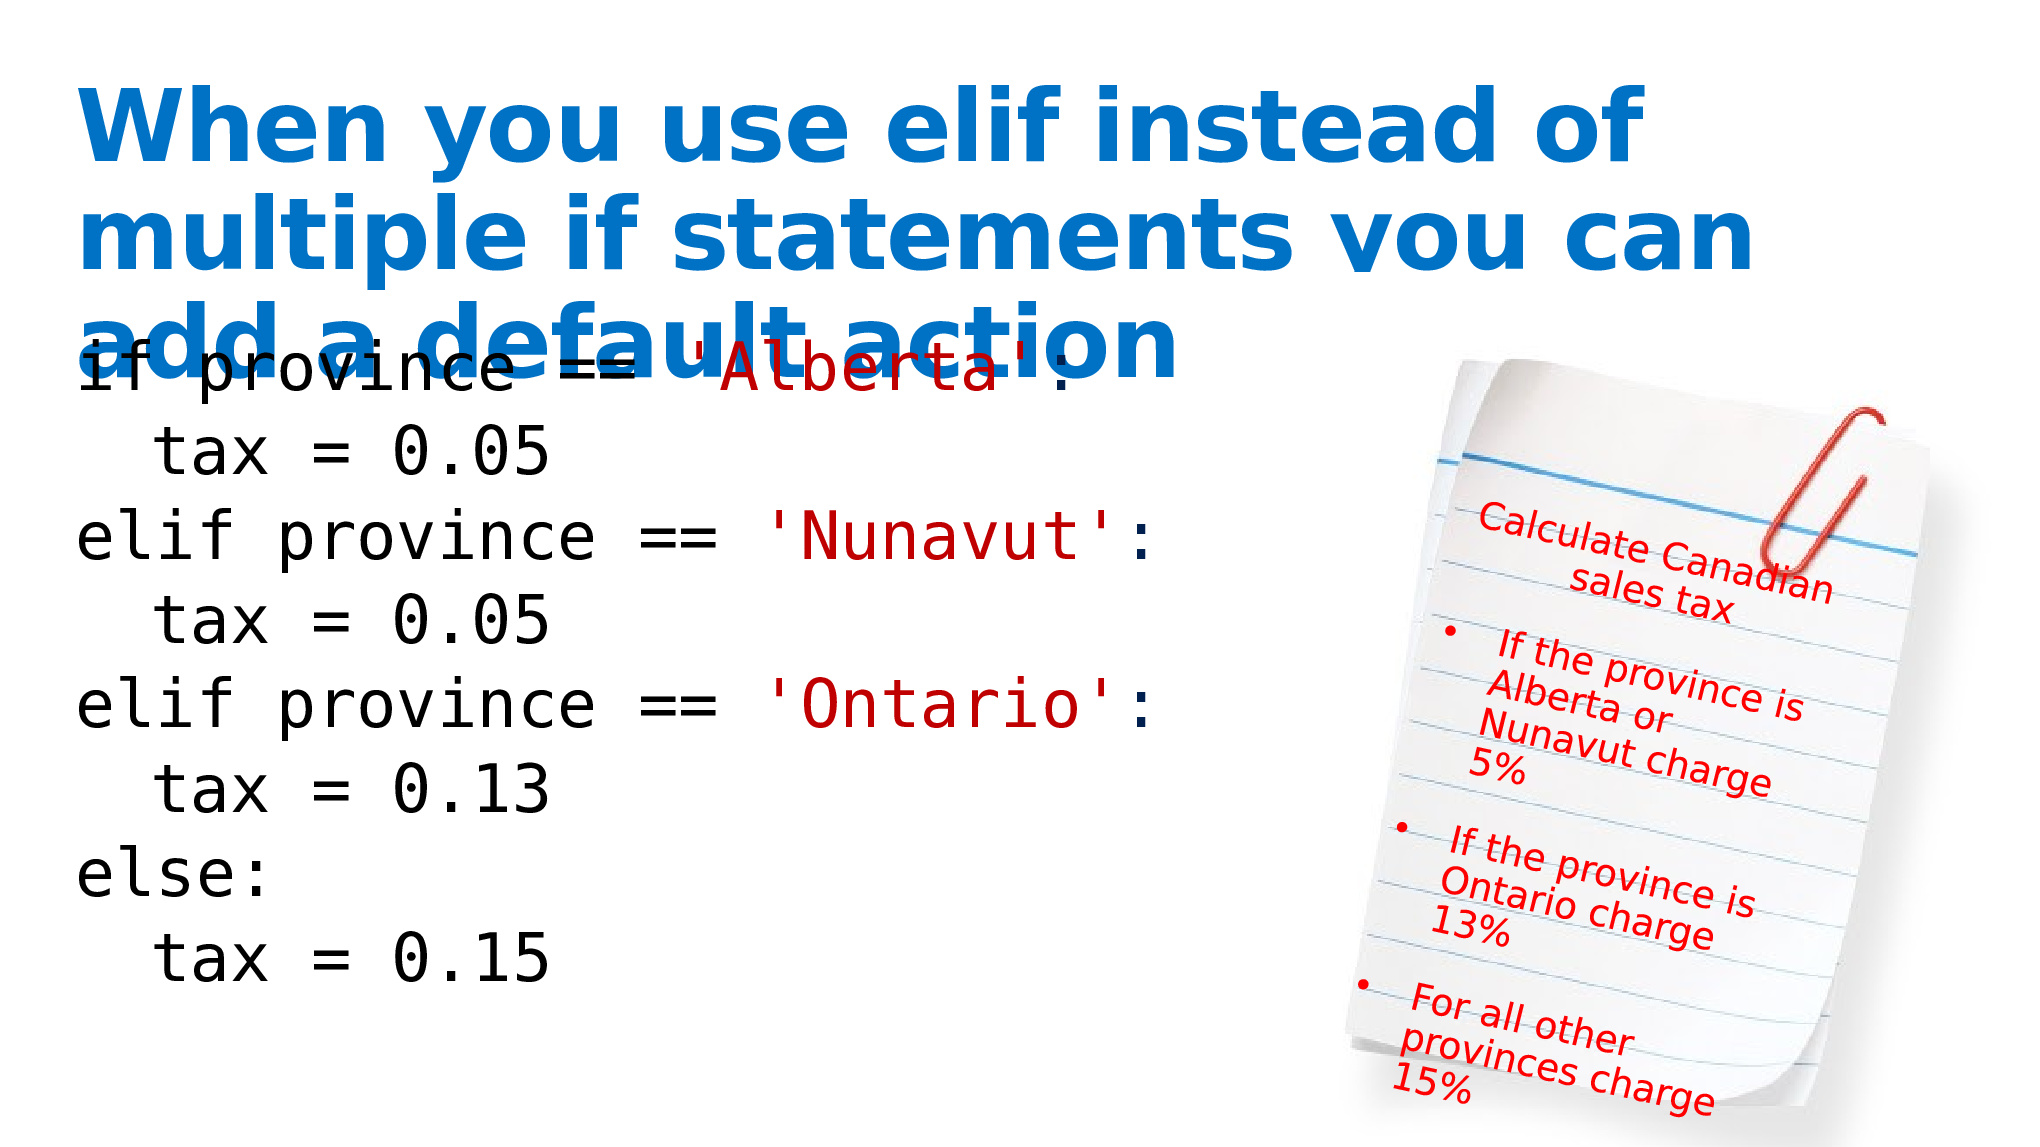 When you use elif instead of
multiple if statements you can
add a default action
if province == 'Alberta':
  tax = 0.05
elif province == 'Nunavut':
  tax = 0.05
elif province == 'Ontario':
  tax = 0.13
else:
  tax = 0.15
Calculate Canadian
sales tax
• If the province is
Alberta or
Nunavut charge
5%
• If the province is
Ontario charge
13%
• For all other
provinces charge
15%